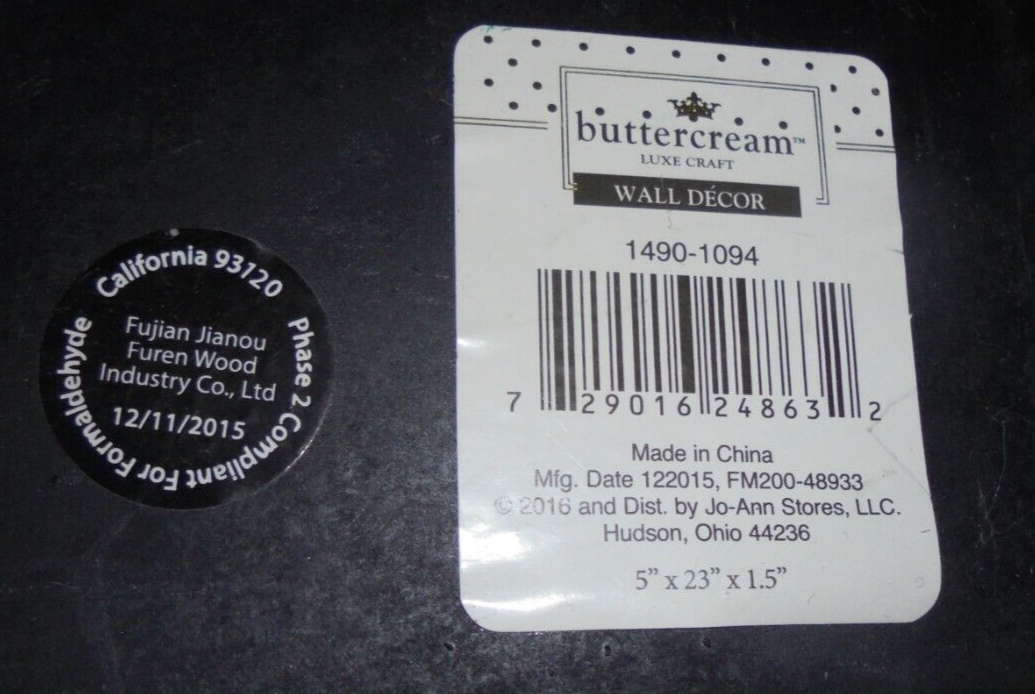 California 93120
Phase 2 Compliant For Formaldehyde
Fujian Jianou
Furen Wood
Industry Co., Ltd
12/11/2015
buttercream™
LUXE CRAFT
WALL DÉCOR
1490-1094
7 29016 24863 2
Made in China
Mfg. Date 122015, FM200-48933
© 2016 and Dist. by Jo-Ann Stores, LLC.
Hudson, Ohio 44236
5” x 23” x 1.5”